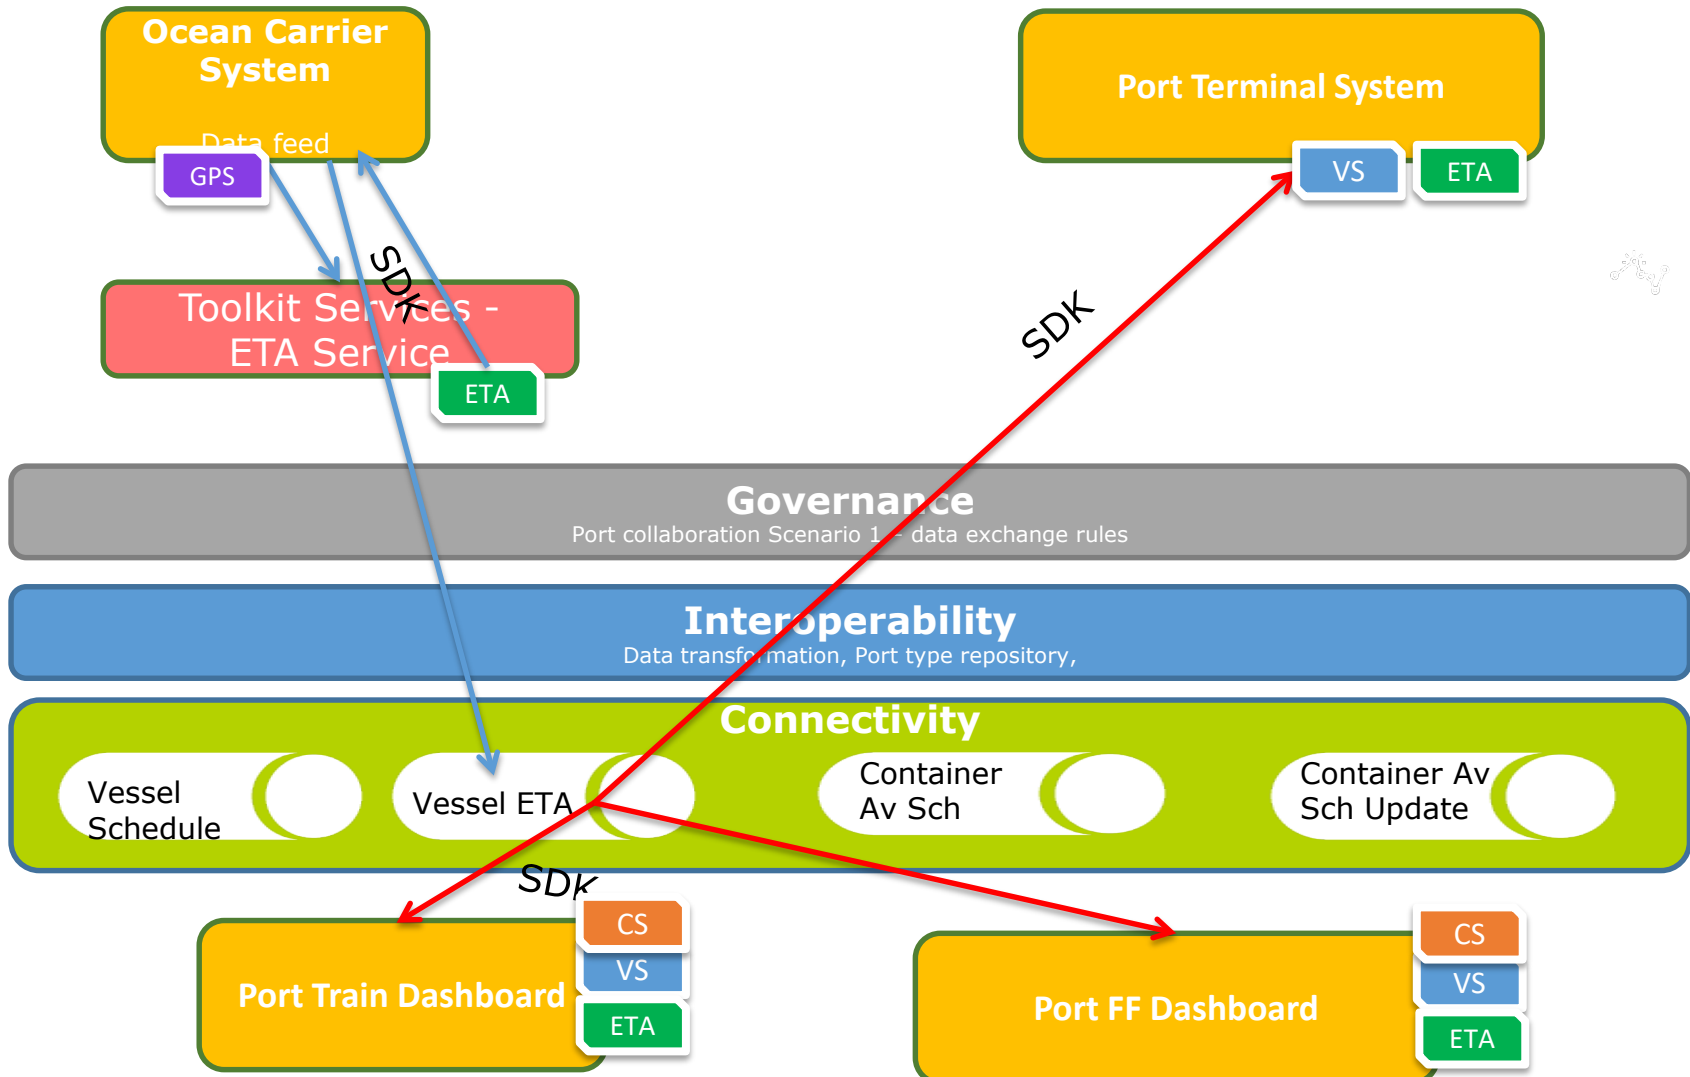 Ocean Carrier
System
Data feed
GPS
Port Terminal System
VS
ETA
SDK
SDK
Toolkit Services -
ETA Service
ETA
Governance
Port collaboration Scenario 1 – data exchange rules
Interoperability
Data transformation, Port type repository,
Connectivity
Vessel
Schedule
Vessel ETA
Container
Av Sch
Container Av
Sch Update
SDK
CS
VS
ETA
Port Train Dashboard
CS
VS
ETA
Port FF Dashboard